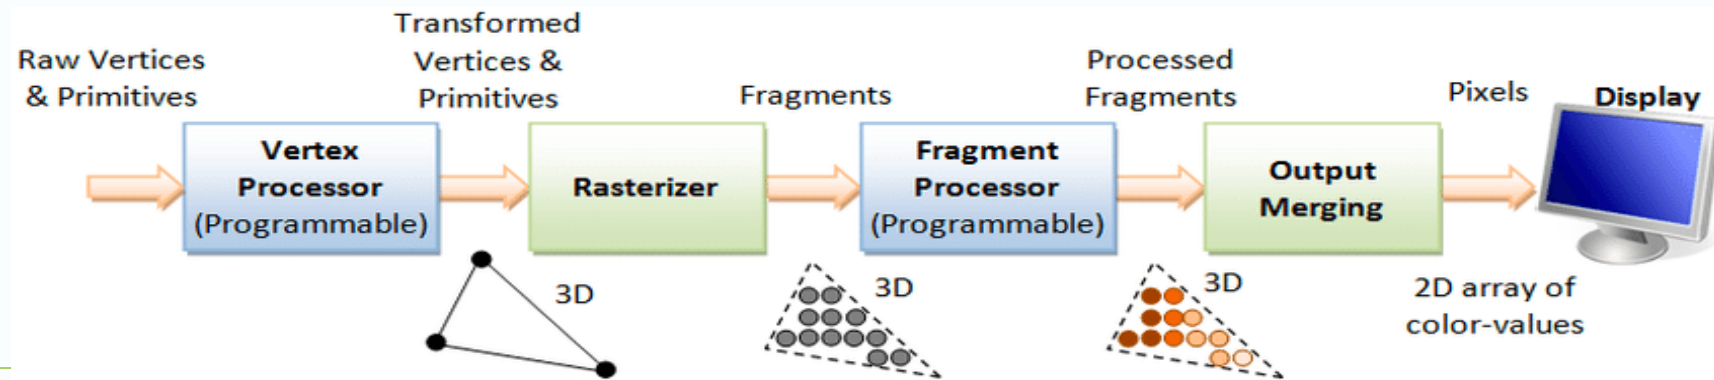 Raw Vertices
& Primitives
Transformed
Vertices &
Primitives
Fragments
Processed
Fragments
Pixels
Display
Vertex
Processor
(Programmable)
Rasterizer
Fragment
Processor
(Programmable)
Output
Merging
3D
3D
3D
2D array of
color-values